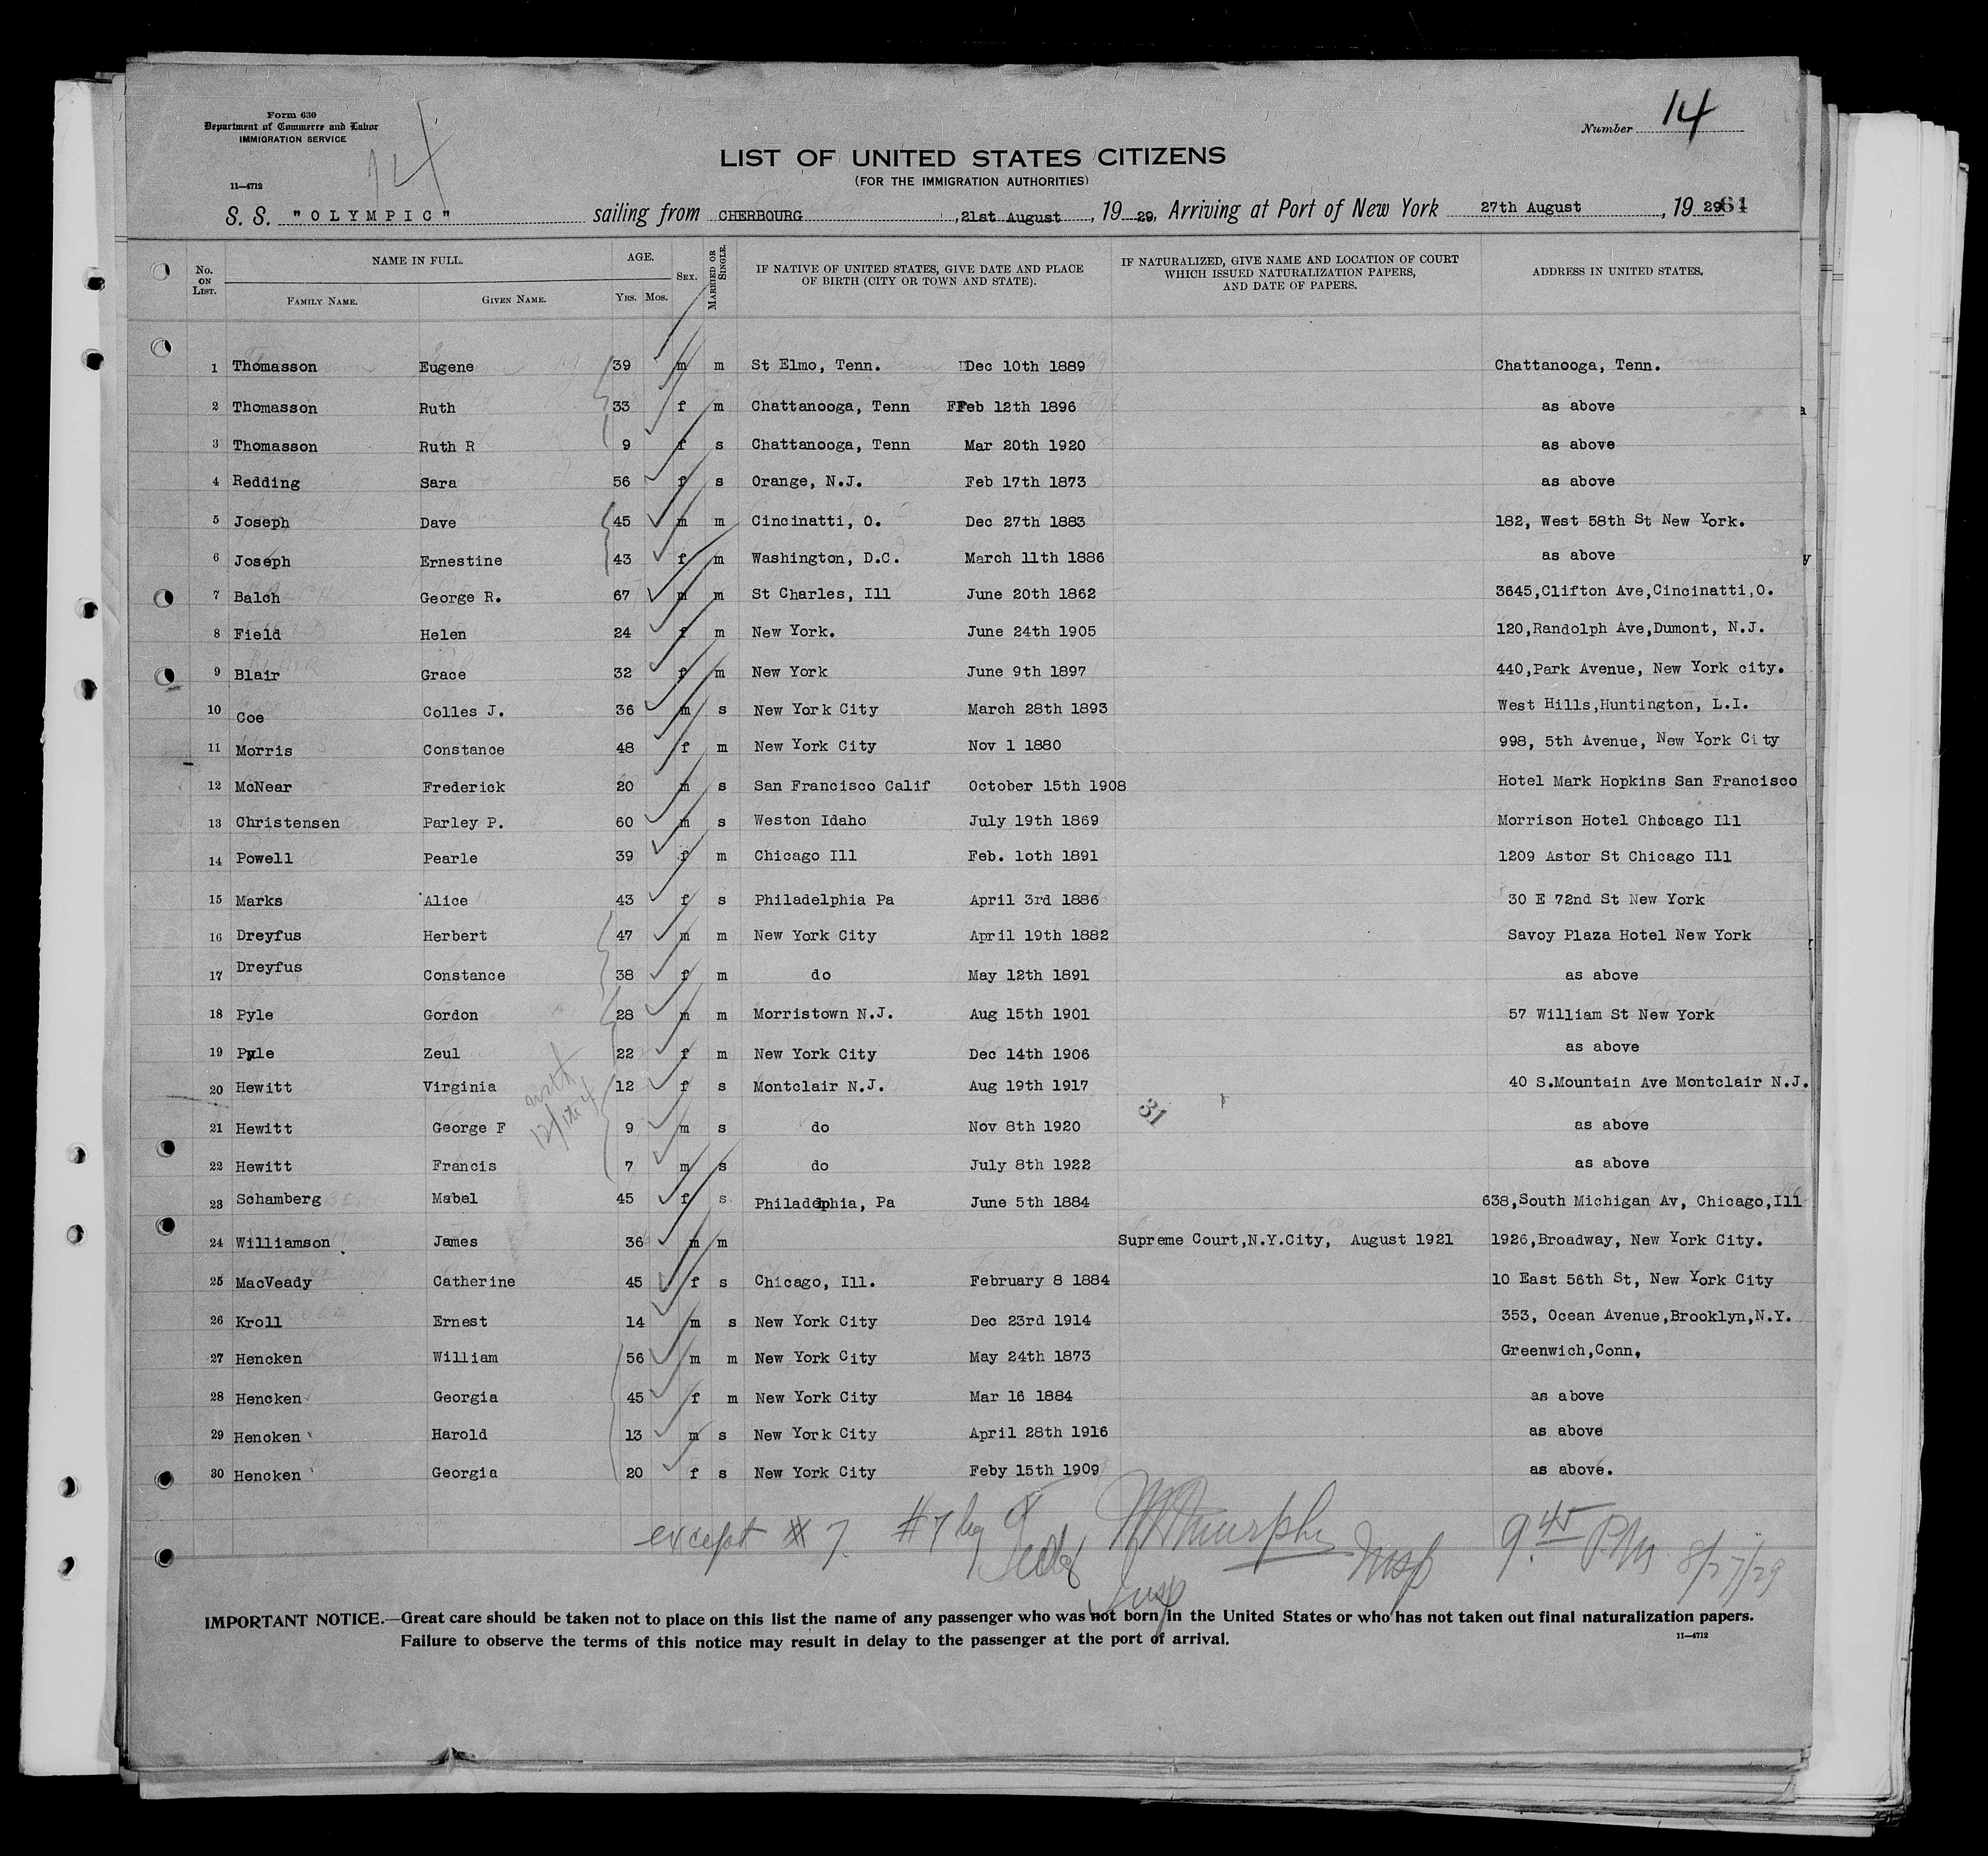 Form 630
Department of Commerce and Labor
IMMIGRATION SERVICE
11—4712
14
Number 14
LIST OF UNITED STATES CITIZENS
(FOR THE IMMIGRATION AUTHORITIES)
S. S. "OLYMPIC" sailing from CHERBOURG, 21st August, 1929, Arriving at Port of New York 27th August, 1929 61
No. ON LIST. NAME IN FULL. FAMILY NAME. GIVEN NAME. AGE. YRS. MOS. SEX. MARRIED OR SINGLE. IF NATIVE OF UNITED STATES, GIVE DATE AND PLACE OF BIRTH (CITY OR TOWN AND STATE). IF NATURALIZED, GIVE NAME AND LOCATION OF COURT WHICH ISSUED NATURALIZATION PAPERS, AND DATE OF PAPERS. ADDRESS IN UNITED STATES.
1 Thomasson Eugene 39 m m St Elmo, Tenn. Dec 10th 1889 Chattanooga, Tenn.
2 Thomasson Ruth 33 f m Chattanooga, Tenn Feb 12th 1896 as above
3 Thomasson Ruth R 9 f s Chattanooga, Tenn Mar 20th 1920 as above
4 Redding Sara 56 f s Orange, N.J. Feb 17th 1873 as above
5 Joseph Dave 45 m m Cincinatti, O. Dec 27th 1883 182, West 58th St New York.
6 Joseph Ernestine 43 f m Washington, D.C. March 11th 1886 as above
7 Balch George R. 67 m m St Charles, Ill June 20th 1862 3645,Clifton Ave,Cincinatti,O.
8 Field Helen 24 f m New York. June 24th 1905 120,Randolph Ave,Dumont, N.J.
9 Blair Grace 32 f m New York June 9th 1897 440,Park Avenue, New York city.
10 Coe Colles J. 36 m s New York City March 28th 1893 West Hills,Huntington, L.I.
11 Morris Constance 48 f m New York City Nov 1 1880 998, 5th Avenue, New York City
12 McNear Frederick 20 m s San Francisco Calif October 15th 1908 Hotel Mark Hopkins San Francisco
13 Christensen Parley P. 60 m s Weston Idaho July 19th 1869 Morrison Hotel Chicago Ill
14 Powell Pearle 39 f m Chicago Ill Feb. 1oth 1891 1209 Astor St Chicago Ill
15 Marks Alice 43 f s Philadelphia Pa April 3rd 1886 30 E 72nd St New York
16 Dreyfus Herbert 47 m m New York City April 19th 1882 Savoy Plaza Hotel New York
17 Dreyfus Constance 38 f m do May 12th 1891 as above
18 Pyle Gordon 28 m m Morristown N.J. Aug 15th 1901 57 William St New York
19 Pyle Zeul 22 f m New York City Dec 14th 1906 as above
20 Hewitt Virginia 12 f s Montclair N.J. Aug 19th 1917 40 S.Mountain Ave Montclair N.J.
with
31
21 Hewitt George F 9 m s do Nov 8th 1920 as above
22 Hewitt Francis 7 m s do July 8th 1922 as above
23 Schamberg Mabel 45 f s Philadelphia, Pa June 5th 1884 638,South Michigan Av, Chicago,Ill
24 Williamson James 36 m m Supreme Court,N.Y.City, August 1921 1926,Broadway, New York City.
25 MacVeady Catherine 45 f s Chicago, Ill. February 8 1884 10 East 56th St, New York City
26 Kroll Ernest 14 m s New York City Dec 23rd 1914 353, Ocean Avenue,Brooklyn,N.Y.
27 Hencken William 56 m m New York City May 24th 1873 Greenwich,Conn,
28 Hencken Georgia 45 f m New York City Mar 16 1884 as above
29 Hencken Harold 13 m s New York City April 28th 1916 as above
30 Hencken Georgia 20 f s New York City Feby 15th 1909 as above.
except # 7. # 7 by Murphy Insp 9.45 PM. 8/27/29
Insp
IMPORTANT NOTICE.—Great care should be taken not to place on this list the name of any passenger who was not born in the United States or who has not taken out final naturalization papers.
Failure to observe the terms of this notice may result in delay to the passenger at the port of arrival.
11—4712